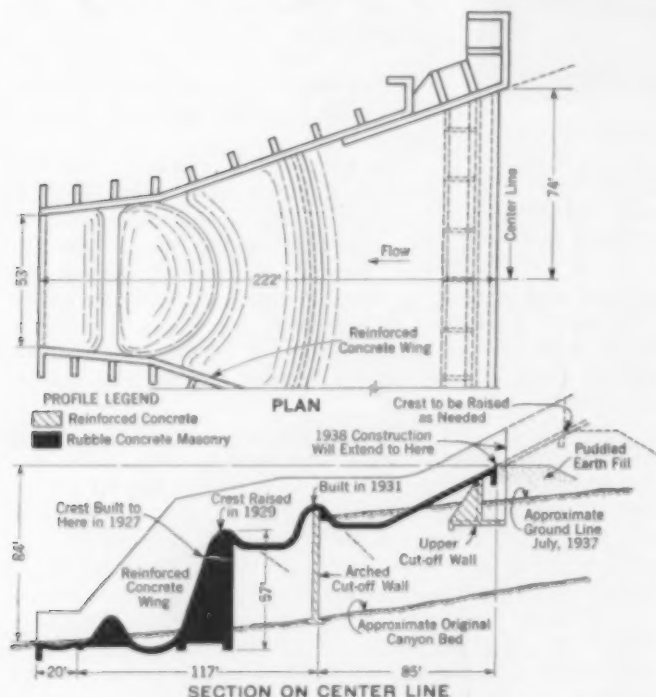 74'
Center Line
Flow
53'
222'
Reinforced
Concrete Wing
PROFILE LEGEND
Reinforced Concrete
Rubble Concrete Masonry
PLAN
Crest to be Raised
as Needed
1938 Construction
Will Extend to Here
Puddled
Earth Fill
Built in 1931
Crest Raised
in 1929
Crest Built to
Here in 1927
84'
Reinforced
Concrete
Wing
57'
Arched
Cut-off Wall
Upper
Cut-off Wall
Approximate
Ground Line
July, 1937
Approximate Original
Canyon Bed
20'
117'
85'
SECTION ON CENTER LINE